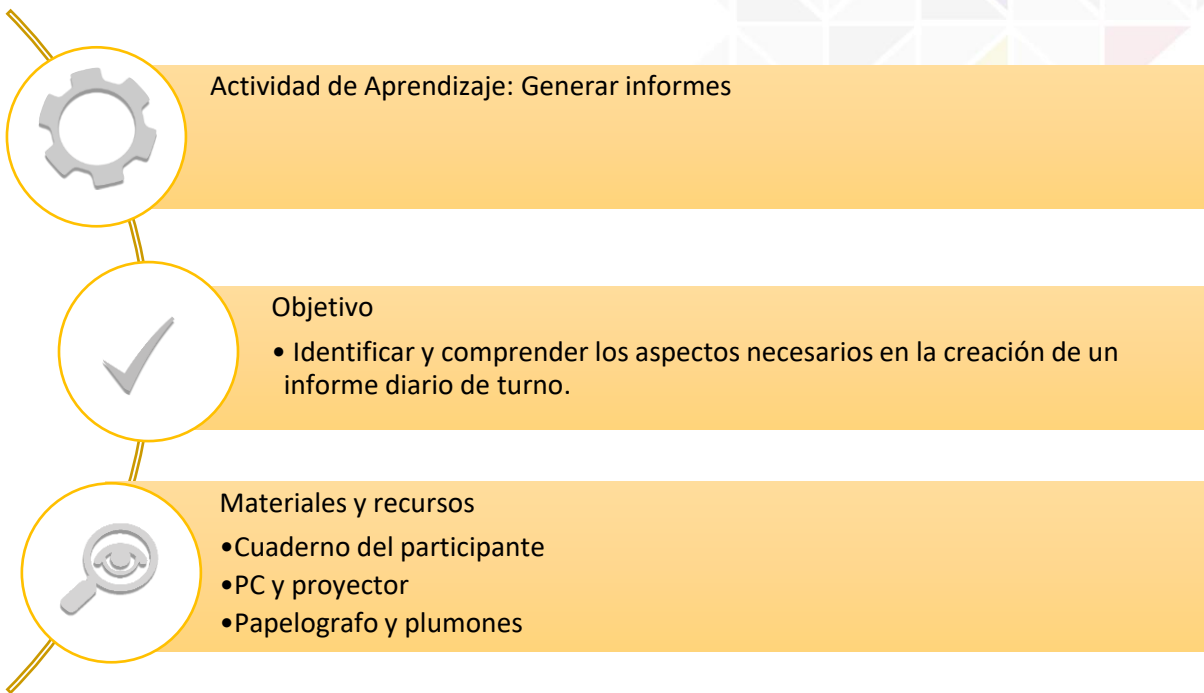 Actividad de Aprendizaje: Generar informes
Objetivo
• Identificar y comprender los aspectos necesarios en la creación de un
informe diario de turno.
Materiales y recursos
•Cuaderno del participante
•PC y proyector
•Papelografo y plumones